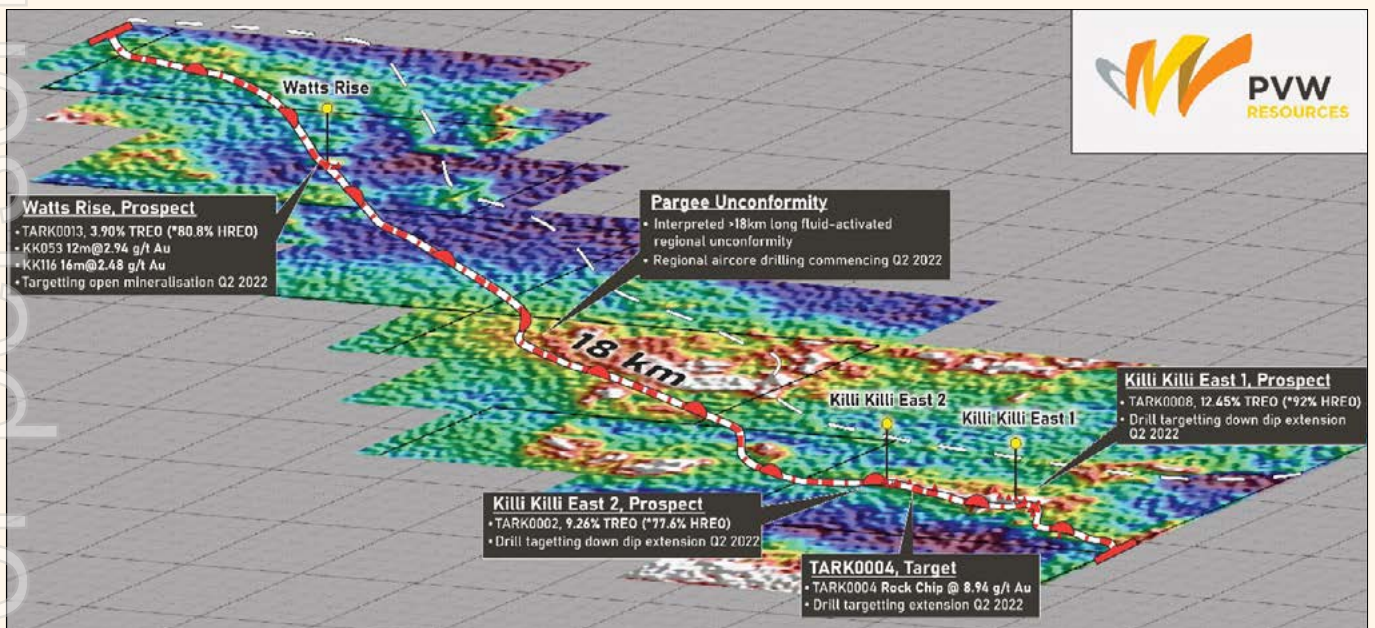 PVW
RESOURCES
Watts Rise
Watts Rise, Prospect
• TARK0013, 3.90% TREO (*80.8% HREO)
• KK053 12m@2.94 g/t Au
• KK116 16m@2.48 g/t Au
• Targetting open mineralisation Q2 2022
Pargee Unconformity
• Interpreted >18km long fluid-activated
regional unconformity
• Regional aircore drilling commencing Q2 2022
18 km
Killi Killi East 2
Killi Killi East 1
Killi Killi East 1, Prospect
• TARK0008, 12.45% TREO (*92% HREO)
• Drill targetting down dip extension
Q2 2022
Killi Killi East 2, Prospect
• TARK0002, 9.26% TREO (*77.6% HREO)
• Drill tagetting down dip extension Q2 2022
TARK0004, Target
• TARK0004 Rock Chip @ 8.94 g/t Au
• Drill targetting extension Q2 2022